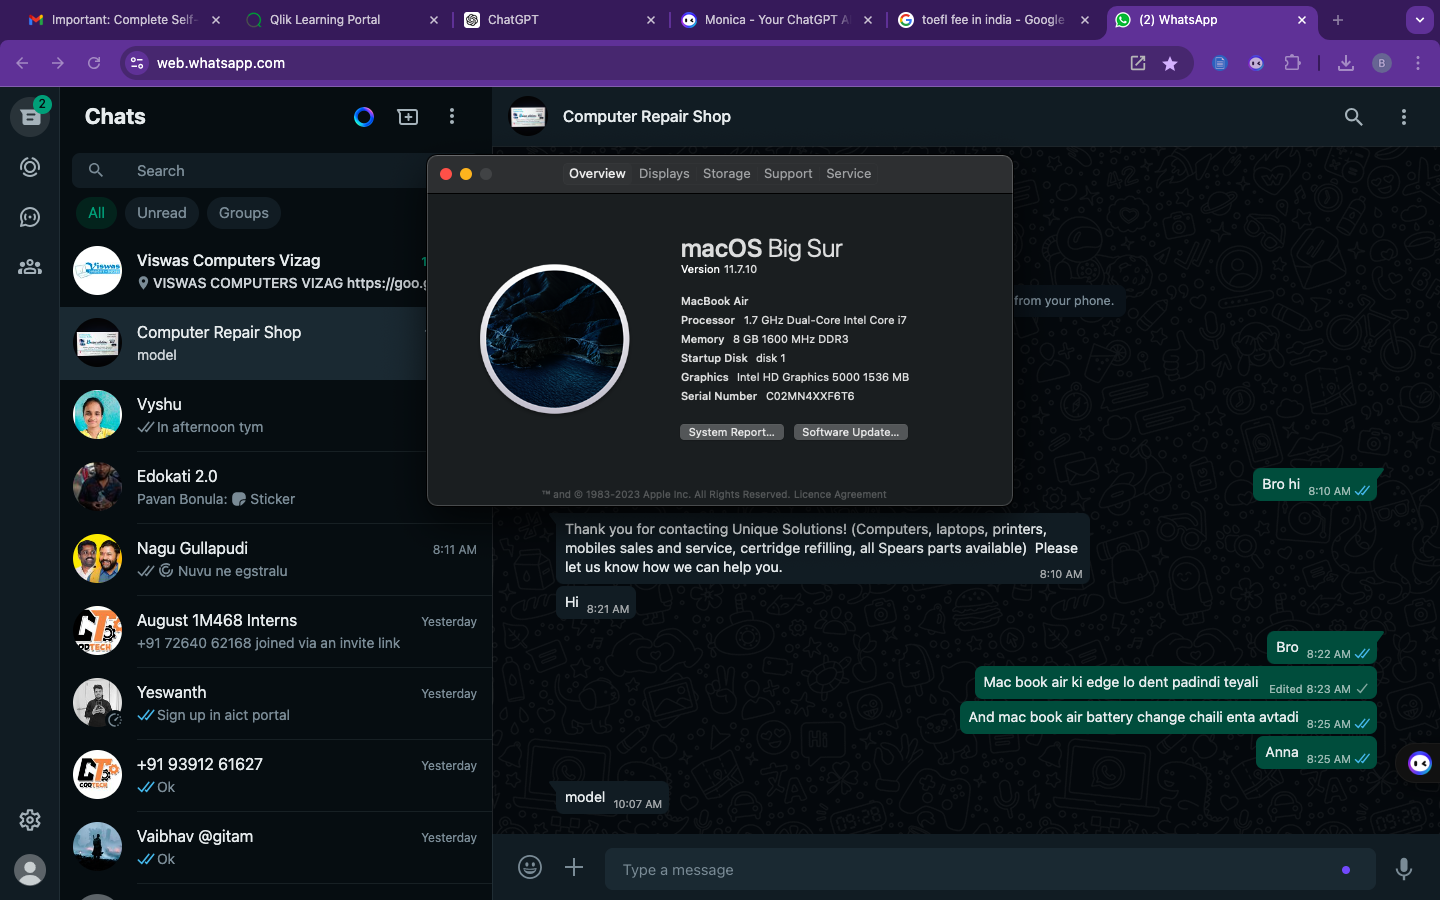 Important: Complete Self-
Qlik Learning Portal
ChatGPT
Monica - Your ChatGPT A
toefl fee in india - Google
(2) WhatsApp
web.whatsapp.com
B
2
Chats
Search
All
Unread
Groups
Viswas Computers Vizag
VISWAS COMPUTERS VIZAG https://goo.g
Computer Repair Shop
model
Vyshu
In afternoon tym
Edokati 2.0
Pavan Bonula: Sticker
Nagu Gullapudi
8:11 AM
Nuvu ne egstralu
August 1M468 Interns
Yesterday
+91 72640 62168 joined via an invite link
Yeswanth
Yesterday
Sign up in aict portal
+91 93912 61627
Yesterday
Ok
Vaibhav @gitam
Yesterday
Ok
Computer Repair Shop
from your phone.
Overview
Displays
Storage
Support
Service
macOS Big Sur
Version 11.7.10
MacBook Air
Processor 1.7 GHz Dual-Core Intel Core i7
Memory 8 GB 1600 MHz DDR3
Startup Disk disk 1
Graphics Intel HD Graphics 5000 1536 MB
Serial Number C02MN4XXF6T6
System Report...
Software Update...
™ and © 1983-2023 Apple Inc. All Rights Reserved. Licence Agreement
Bro hi 8:10 AM
Thank you for contacting Unique Solutions! (Computers, laptops, printers,
mobiles sales and service, certridge refilling, all Spears parts available) Please
let us know how we can help you.
8:10 AM
Hi 8:21 AM
Bro 8:22 AM
Mac book air ki edge lo dent padindi teyali Edited 8:23 AM
And mac book air battery change chaili enta avtadi 8:25 AM
Anna 8:25 AM
model 10:07 AM
Type a message